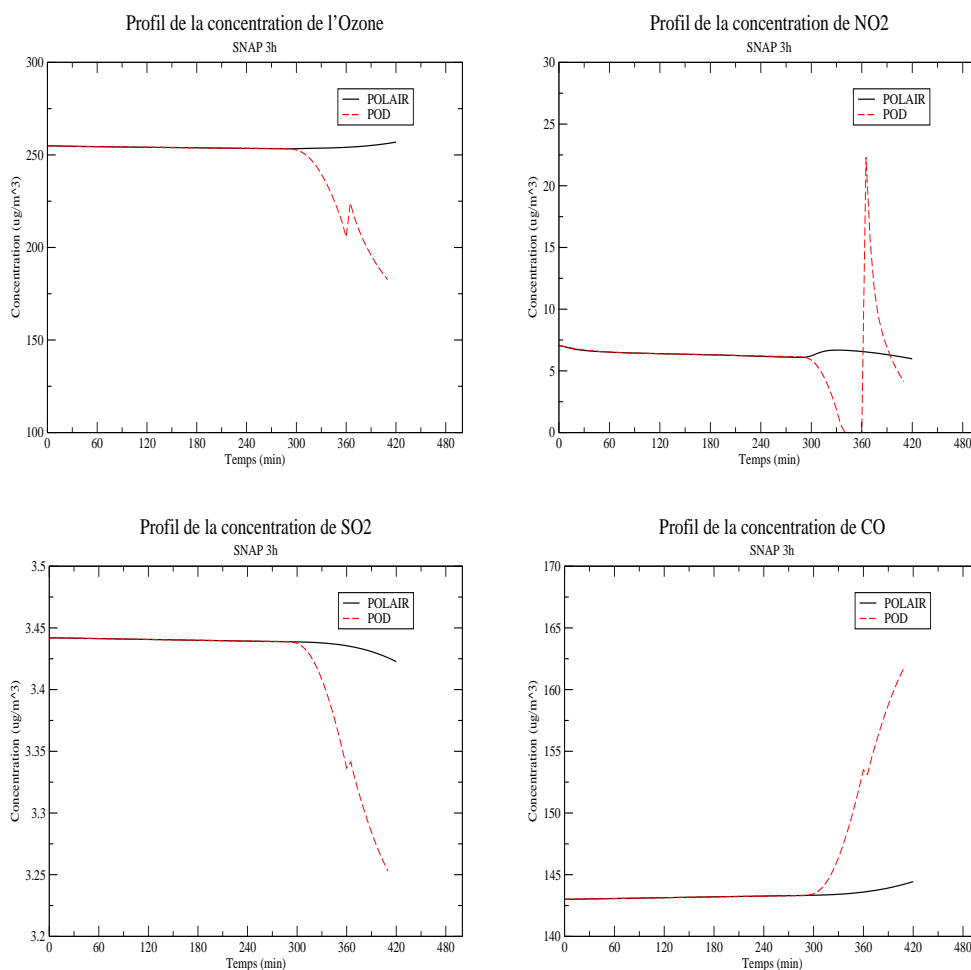 Profil de la concentration de l'Ozone
SNAP 3h
300
250
200
150
100
Concentration (ug/m^3)
0 60 120 180 240 300 360 420 480
Temps (min)
POLAIR
POD
Profil de la concentration de NO2
SNAP 3h
30
25
20
15
10
5
0
Concentration (ug/m^3)
0 60 120 180 240 300 360 420 480
Temps (min)
POLAIR
POD
Profil de la concentration de SO2
SNAP 3h
3.5
3.45
3.4
3.35
3.3
3.25
3.2
Concentration (ug/m^3)
0 60 120 180 240 300 360 420 480
Temps (min)
POLAIR
POD
Profil de la concentration de CO
SNAP 3h
170
160
155
150
143
140
Concentration (ug/m^3)
0 60 120 180 240 300 360 420 480
Temps (min)
POLAIR
POD